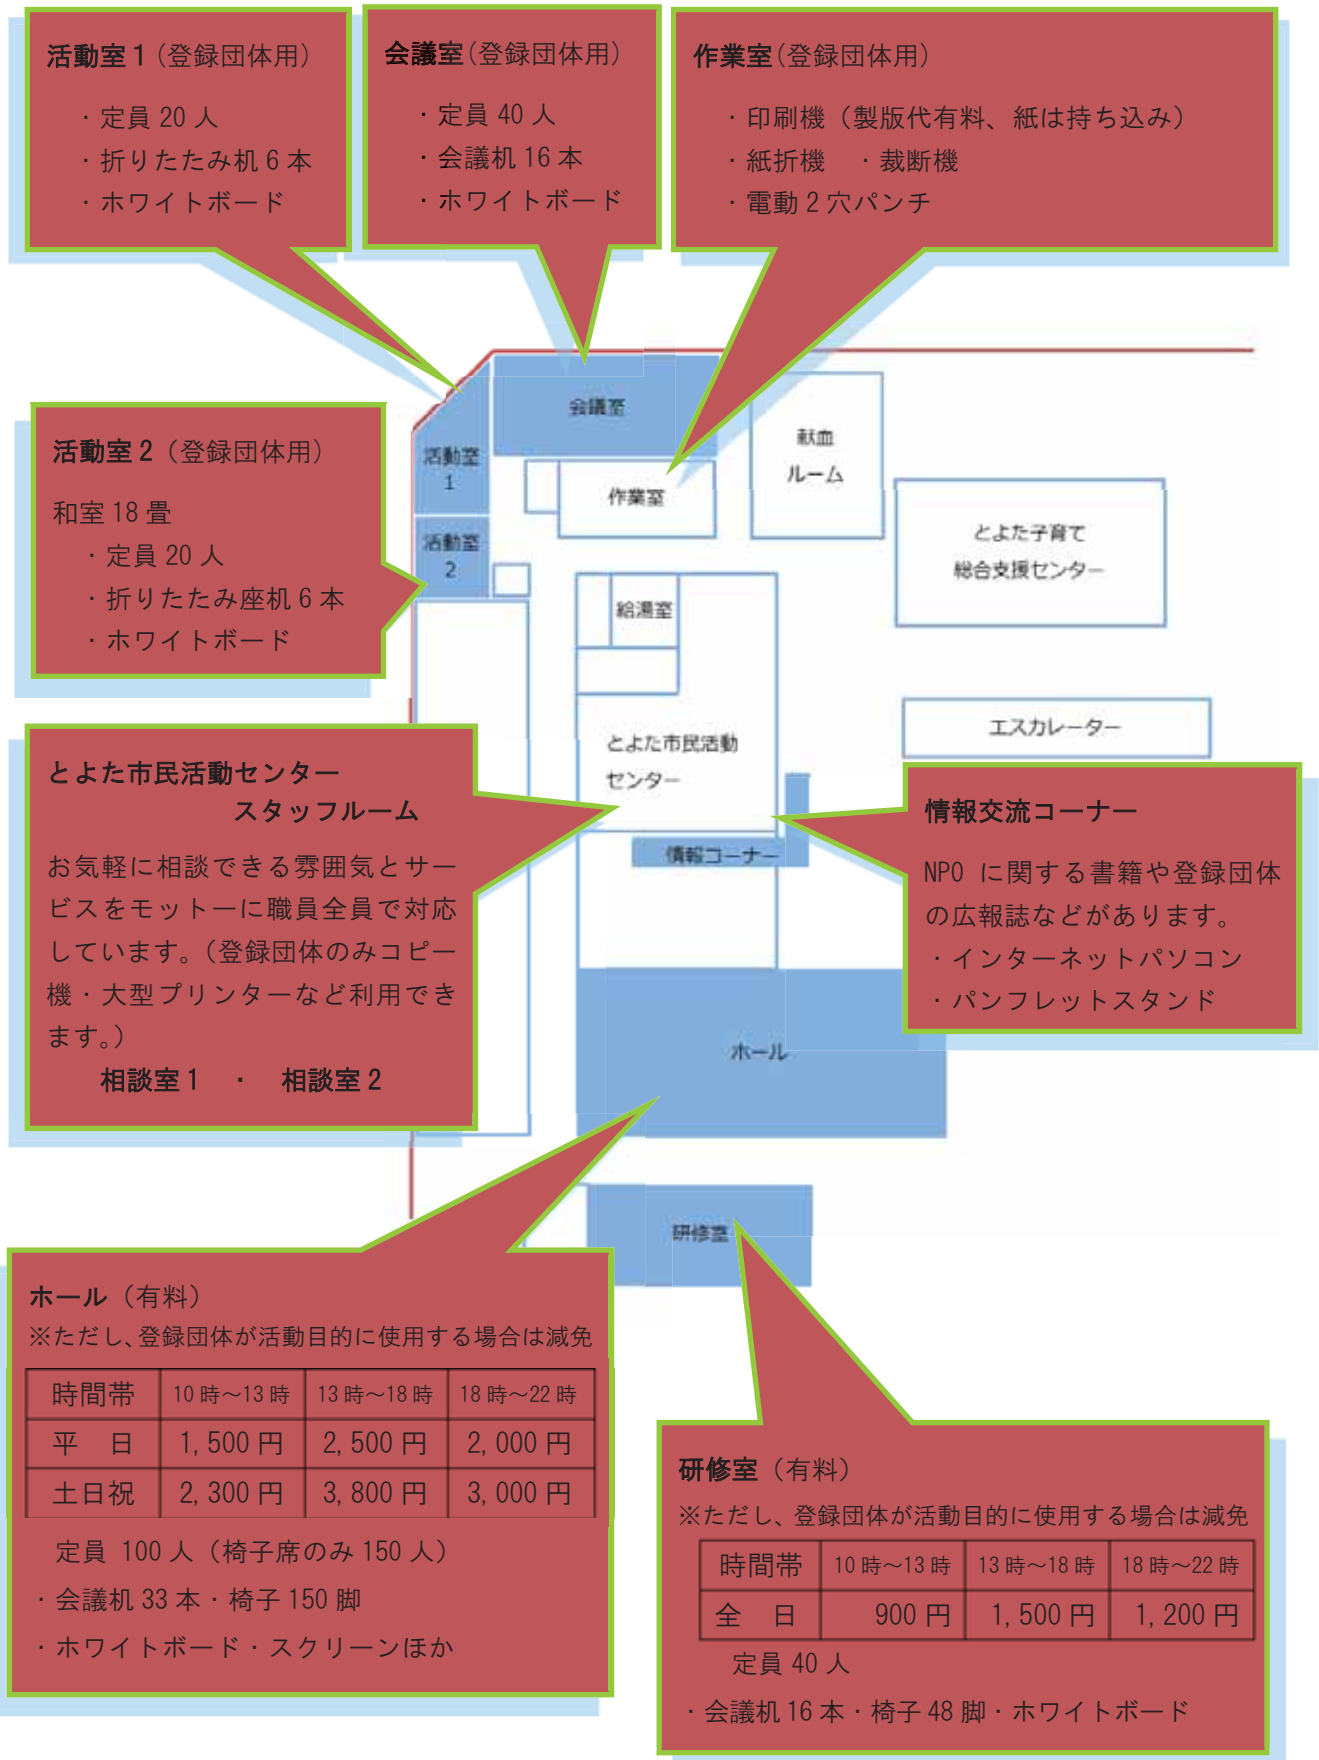 活動室1（登録団体用）
・定員 20 人
・折りたたみ机 6 本
・ホワイトボード
会議室（登録団体用）
・定員 40 人
・会議机 16 本
・ホワイトボード
作業室（登録団体用）
・印刷機（製版代有料、紙は持ち込み）
・紙折機　・裁断機
・電動 2 穴パンチ
会議室
活動室
1
作業室
献血
ルーム
活動室2（登録団体用）
和室 18 畳
・定員 20 人
・折りたたみ座机 6 本
・ホワイトボード
活動室
2
とよた子育て
総合支援センター
給湯室
エスカレーター
とよた市民活動
センター
情報コーナー
とよた市民活動センター
スタッフルーム
お気軽に相談できる雰囲気とサー
ビスをモットーに職員全員で対応
しています。（登録団体のみコピー
機・大型プリンターなど利用でき
ます。）
相談室1　・　相談室2
情報交流コーナー
NPO に関する書籍や登録団体
の広報誌などがあります。
・インターネットパソコン
・パンフレットスタンド
ホール
研修室
ホール（有料）
※ただし、登録団体が活動目的に使用する場合は減免
時間帯 10 時～13 時 13 時～18 時 18 時～22 時
平　日 1,500 円 2,500 円 2,000 円
土日祝 2,300 円 3,800 円 3,000 円
定員 100 人（椅子席のみ 150 人）
・会議机 33 本・椅子 150 脚
・ホワイトボード・スクリーンほか
研修室（有料）
※ただし、登録団体が活動目的に使用する場合は減免
時間帯 10 時～13 時 13 時～18 時 18 時～22 時
全　日 900 円 1,500 円 1,200 円
定員 40 人
・会議机 16 本・椅子 48 脚・ホワイトボード